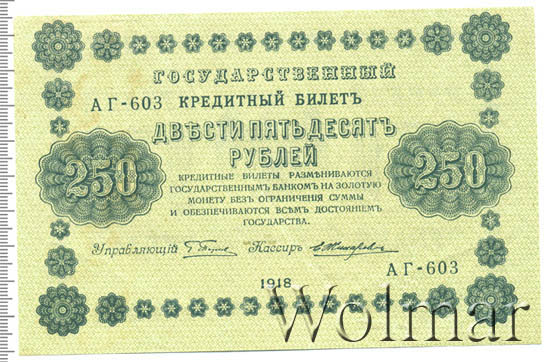 ГОСУДАРСТВЕННЫЙ
АГ-603 КРЕДИТНЫЙ БИЛЕТЪ
ДВѢСТИ ПЯТЬДЕСЯТЪ
РУБЛЕЙ
250
250
КРЕДИТНЫЕ БИЛЕТЫ РАЗМѢНИВАЮТСЯ
ГОСУДАРСТВЕННЫМЪ БАНКОМЪ НА ЗОЛОТУЮ
МОНЕТУ БЕЗЪ ОГРАНИЧЕНІЯ СУММЫ
И ОБЕЗПЕЧИВАЮТСЯ ВСѢМЪ ДОСТОЯНІЕМЪ
ГОСУДАРСТВА.
Управляющій Кассиръ
АГ-603
1918
Wolmar